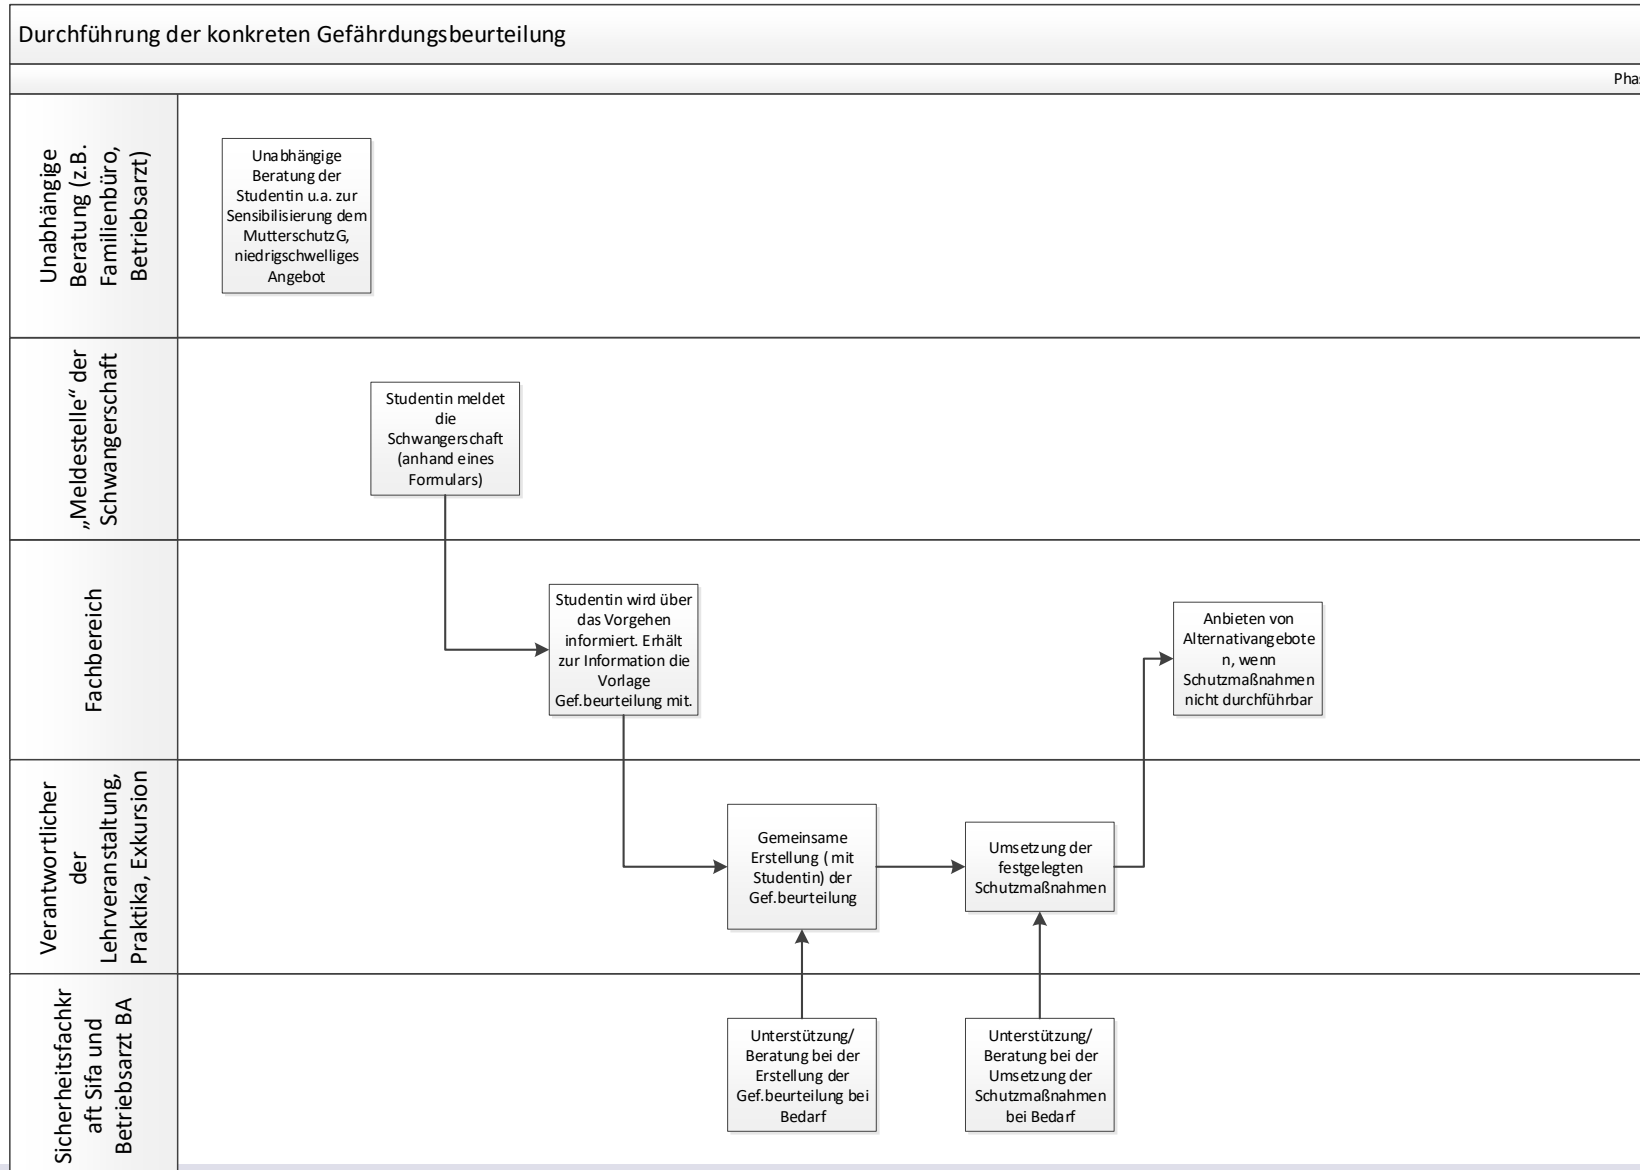 Durchführung der konkreten Gefährdungsbeurteilung
Phas
Unabhängige
Beratung (z.B.
Familienbüro,
Betriebsarzt)
Unabhängige
Beratung der
Studentin u.a. zur
Sensibilisierung dem
MutterschutzG,
niedrigschwelliges
Angebot
„Meldestelle“ der
Schwangerschaft
Studentin meldet
die
Schwangerschaft
(anhand eines
Formulars)
Fachbereich
Studentin wird über
das Vorgehen
informiert. Erhält
zur Information die
Vorlage
Gef.beurteilung mit.
Anbieten von
Alternativangebote
n, wenn
Schutzmaßnahmen
nicht durchführbar
Verantwortlicher
der
Lehrveranstaltung,
Praktika, Exkursion
Gemeinsame
Erstellung ( mit
Studentin) der
Gef.beurteilung
Umsetzung der
festgelegten
Schutzmaßnahmen
Sicherheitsfachkr
aft Sifa und
Betriebsarzt BA
Unterstützung/
Beratung bei der
Erstellung der
Gef.beurteilung bei
Bedarf
Unterstützung/
Beratung bei der
Umsetzung der
Schutzmaßnahmen
bei Bedarf